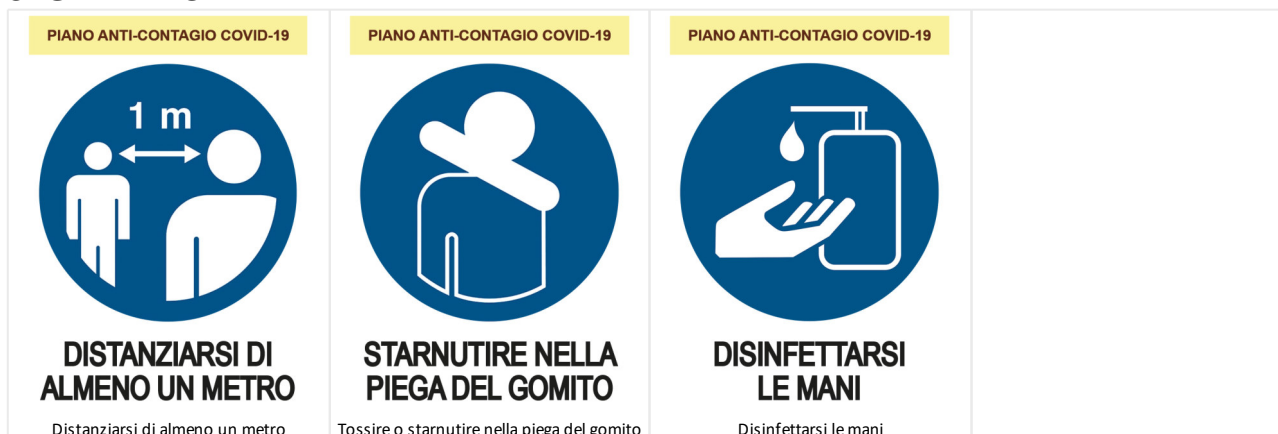 PIANO ANTI-CONTAGIO COVID-19
1 m
DISTANZIARSI DI
ALMENO UN METRO
Distanziarsi di almeno un metro
PIANO ANTI-CONTAGIO COVID-19
STARNUTIRE NELLA
PIEGA DEL GOMITO
Tossire o starnutire nella piega del gomito
PIANO ANTI-CONTAGIO COVID-19
DISINFETTARSI
LE MANI
Disinfettarsi le mani